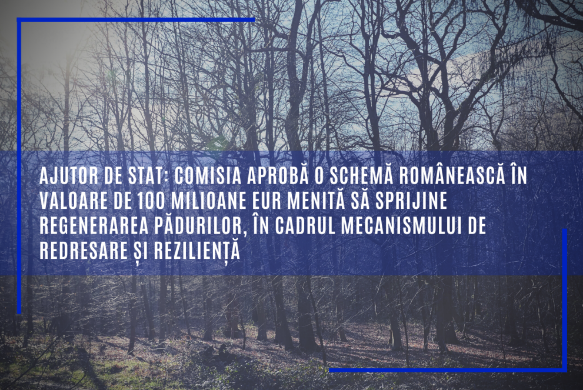 AJUTOR DE STAT: COMISIA APROBĂ O SCHEMĂ ROMÂNEASCĂ ÎN
VALOARE DE 100 MILIOANE EUR MENITĂ SĂ SPRIJINE
REGENERAREA PĂDURILOR, ÎN CADRUL MECANISMULUI DE
REDRESARE ȘI REZILIENȚĂ